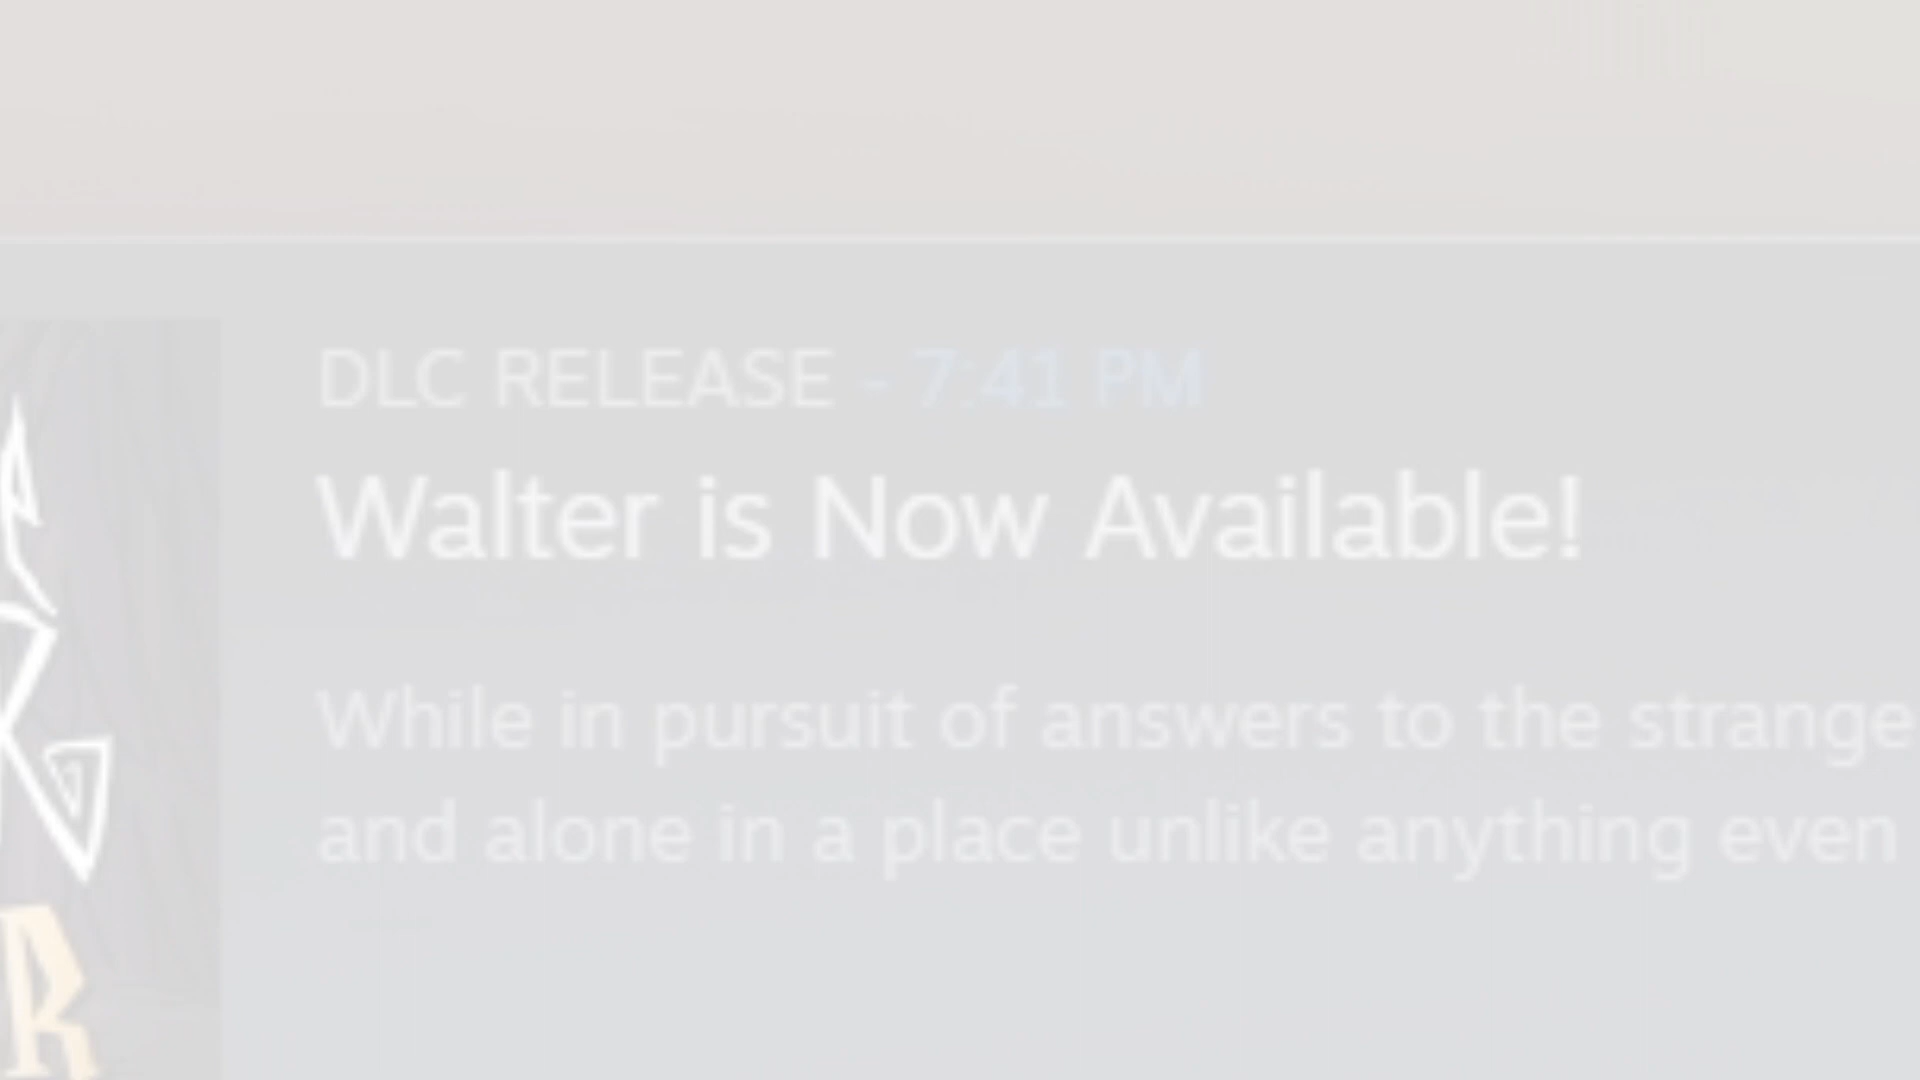 DLC RELEASE - 7:41 PM
Walter is Now Available!
While in pursuit of answers to the strange
and alone in a place unlike anything even
R